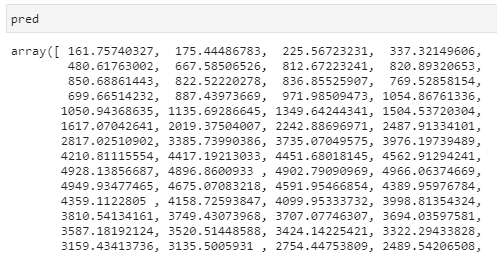 pred
array([ 161.75740327, 175.44486783, 225.56723231, 337.32149606,
480.61763002, 667.58506526, 812.67223241, 820.89320653,
850.68861443, 822.52220278, 836.85525907, 769.52858154,
699.66514232, 887.43973669, 971.98509473, 1054.86761336,
1050.94368635, 1135.69286645, 1349.64244341, 1504.53720304,
1617.07042641, 2019.37504007, 2242.88696971, 2487.91334101,
2817.02510902, 3385.73990386, 3735.07049575, 3976.19739489,
4210.81115554, 4417.19213033, 4451.68018145, 4562.91294241,
4928.13856687, 4896.8600933 , 4902.79090969, 4966.06374669,
4949.93477465, 4675.07083218, 4591.95466854, 4389.95976784,
4359.1122805 , 4158.72593847, 4099.95333732, 3998.81354324,
3810.54134161, 3749.43073968, 3707.07746307, 3694.03597581,
3587.18192124, 3520.51448588, 3424.14225421, 3322.29433828,
3159.43413736, 3135.5005931 , 2754.44753809, 2489.54206508,